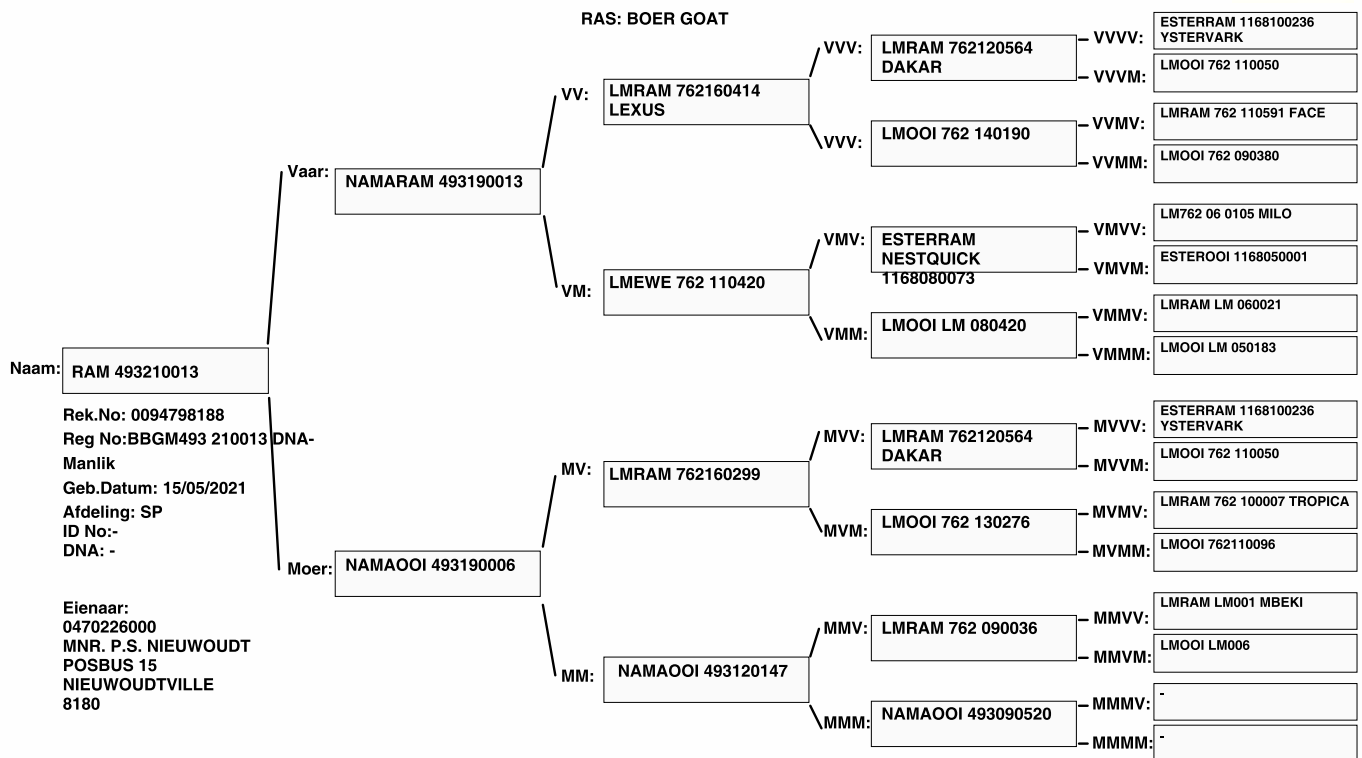 RAS: BOER GOAT
Naam:
RAM 493210013
Rek.No: 0094798188
Reg No:BBGM493 210013 DNA-
Manlik
Geb.Datum: 15/05/2021
Afdeling: SP
ID No:-
DNA: -
Eienaar:
0470226000
MNR. P.S. NIEUWOUDT
POSBUS 15
NIEUWOUDTVILLE
8180
Vaar:
NAMARAM 493190013
Moer:
NAMAOOI 493190006
VV:
LMRAM 762160414
LEXUS
VM:
LMEWE 762 110420
MV:
LMRAM 762160299
MM:
NAMAOOI 493120147
VVV:
LMRAM 762120564
DAKAR
VVV:
LMOOI 762 140190
VMV:
ESTERRAM
NESTQUICK
1168080073
VMM:
LMOOI LM 080420
MVV:
LMRAM 762120564
DAKAR
MVM:
LMOOI 762 130276
MMV:
LMRAM 762 090036
MMM:
NAMAOOI 493090520
VVVV:
ESTERRAM 1168100236
YSTERVARK
VVVM:
LMOOI 762 110050
VVMV:
LMRAM 762 110591 FACE
VVMM:
LMOOI 762 090380
VMVV:
LM762 06 0105 MILO
VMVM:
ESTEROOI 1168050001
VMMV:
LMRAM LM 060021
VMMM:
LMOOI LM 050183
MVVV:
ESTERRAM 1168100236
YSTERVARK
MVVM:
LMOOI 762 110050
MVMV:
LMRAM 762 100007 TROPICA
MVMM:
LMOOI 762110096
MMVV:
LMRAM LM001 MBEKI
MMVM:
LMOOI LM006
MMMV:
-
MMMM:
-